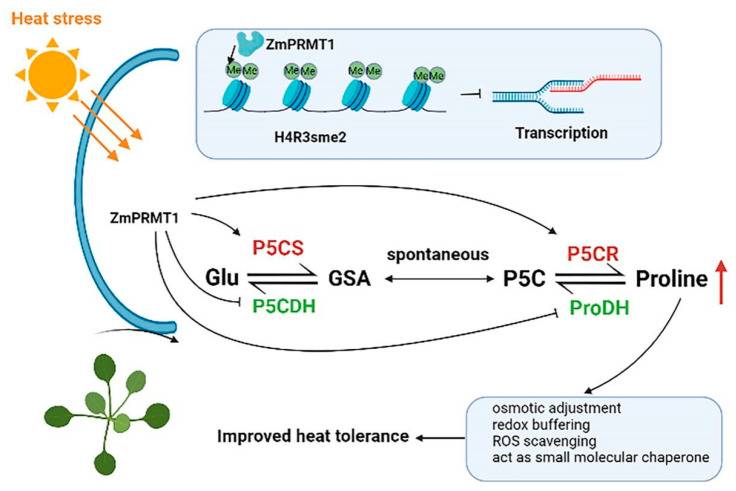 Heat stress
ZmPRMT1
Me Me Me Me Me Me Me Me
H4R3sme2
Transcription
ZmPRMT1
P5CS
P5CR
spontaneous
Glu GSA P5C Proline
P5CDH
ProDH
osmotic adjustment
redox buffering
ROS scavenging
act as small molecular chaperone
Improved heat tolerance